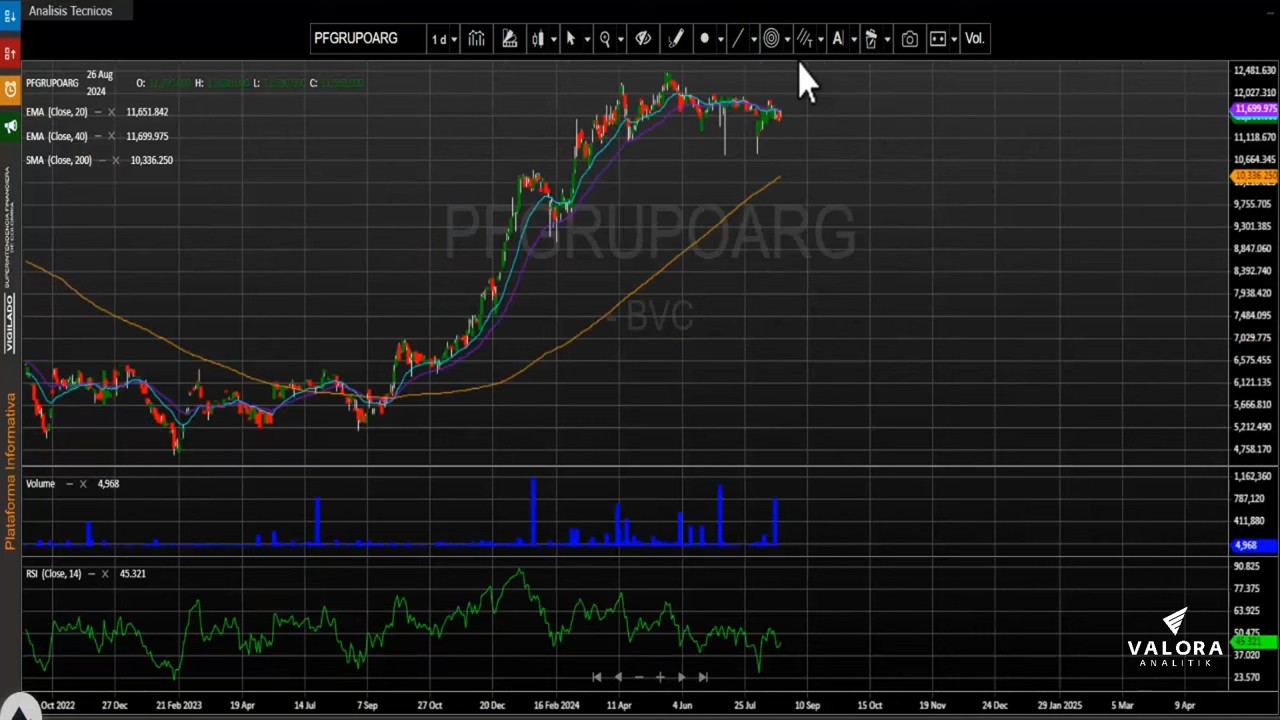 Analisis Tecnicos
PFGRUPOARG 1 d T A Vol.
PFGRUPOARG 26 Aug 2024 O: H: L: C:
EMA (Close, 20) – X 11,651.842
EMA (Close, 40) – X 11,699.975
SMA (Close, 200) – X 10,336.250
PFGRUPOARG
- BVC
12,481.630
12,027.310
11,699.975
11,118.670
10,664.345
10,336.250
9,755.705
9,301.385
8,847.060
8,392.740
7,938.420
7,484.095
7,029.775
6,575.455
6,121.135
5,666.810
5,212.490
4,758.170
Volume – X 4,968
1,162,360
787,120
411,880
4,968
RSI (Close, 14) – X 45.321
90.825
77.375
63.925
50.475
45.321
37.020
23.570
VALORA
ANALITIK
Oct 2022 27 Dec 21 Feb 2023 19 Apr 14 Jul 7 Sep 27 Oct 20 Dec 16 Feb 2024 11 Apr 4 Jun 25 Jul 10 Sep 15 Oct 19 Nov 24 Dec 29 Jan 2025 5 Mar 9 Apr
VIGILADO
SUPERINTENDENCIA FINANCIERA
DE COLOMBIA
Plataforma Informativa